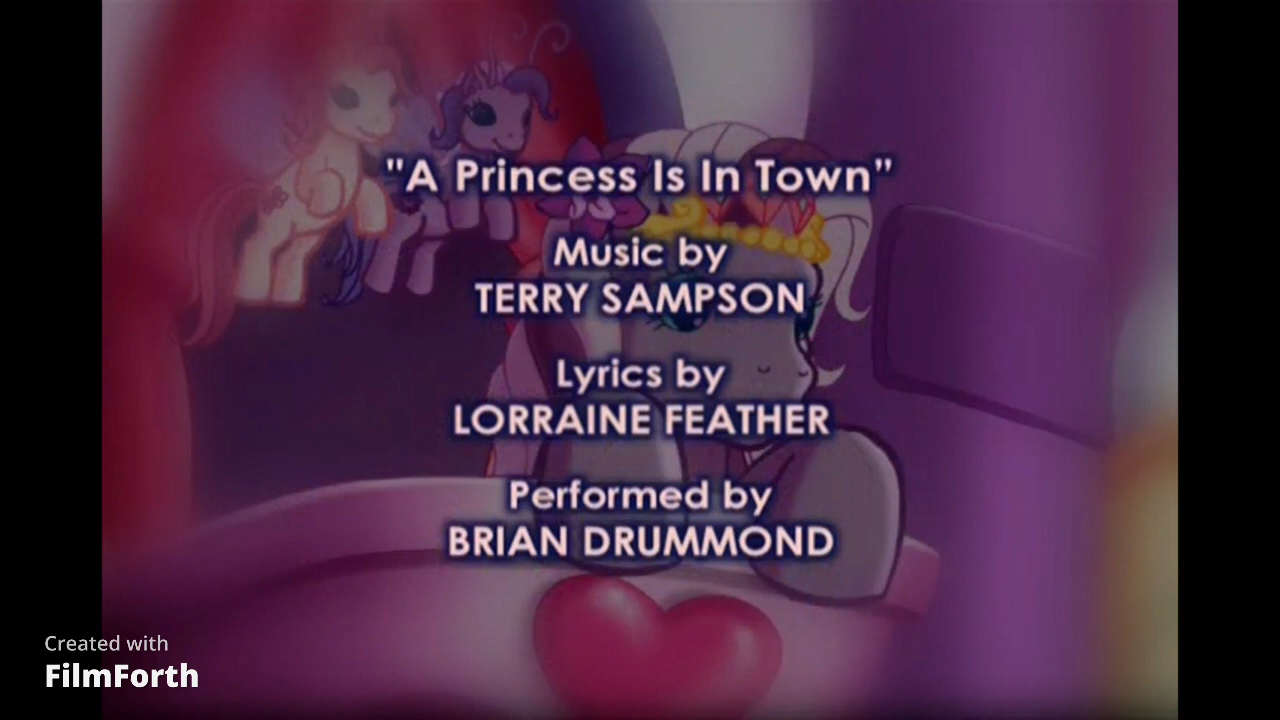 "A Princess Is In Town”
Music by
TERRY SAMPSON
Lyrics by
LORRAINE FEATHER
Performed by
BRIAN DRUMMOND
Created with
FilmForth